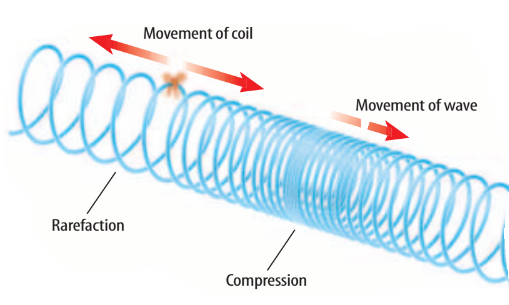 Movement of coil
Movement of wave
Rarefaction
Compression